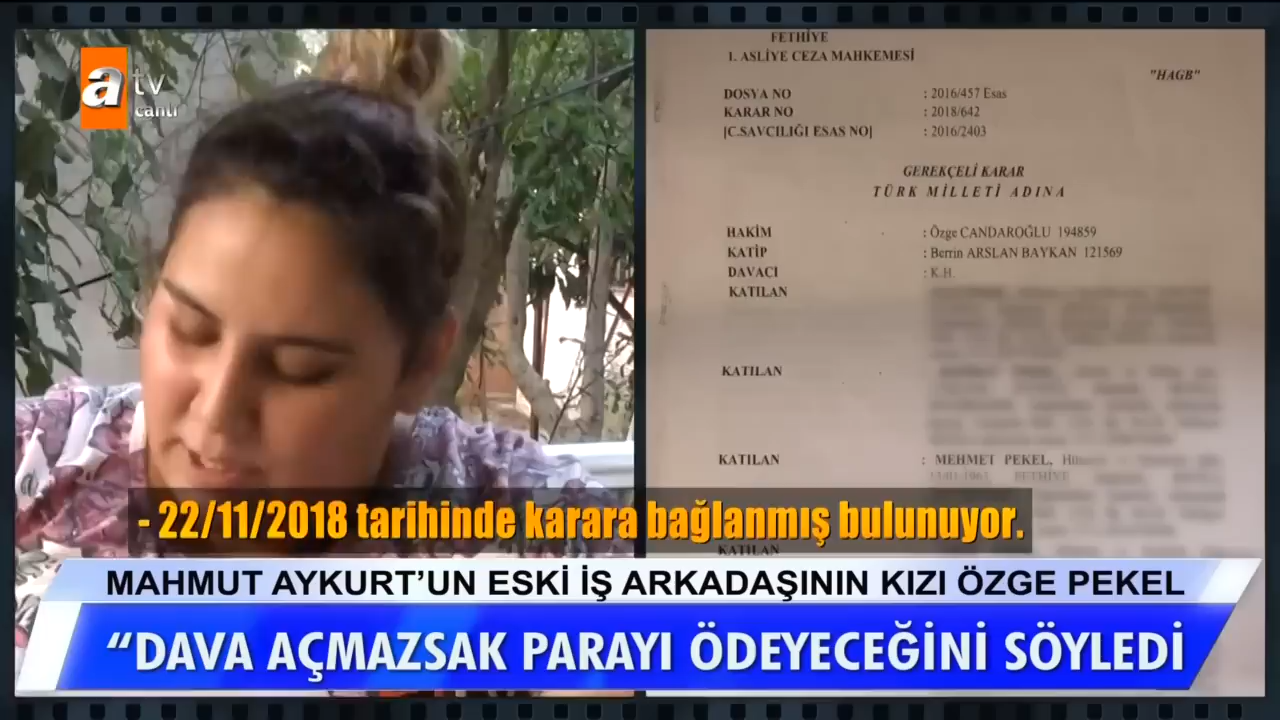 atv
canlı
FETHİYE
1. ASLİYE CEZA MAHKEMESİ
"HAGB"
DOSYA NO : 2016/457 Esas
KARAR NO : 2018/642
[C.SAVCILIĞI ESAS NO] : 2016/2403
GEREKÇELİ KARAR
TÜRK MİLLETİ ADINA
HAKİM : Özge CANDAROĞLU 194859
KATİP : Berrin ARSLAN BAYKAN 121569
DAVACI : K.H.
KATILAN
KATILAN
KATILAN : MEHMET PEKEL,
FETHİYE
KATILAN
- 22/11/2018 tarihinde karara bağlanmış bulunuyor.
MAHMUT AYKURT'UN ESKİ İŞ ARKADAŞININ KIZI ÖZGE PEKEL
“DAVA AÇMAZSAK PARAYI ÖDEYECEĞİNİ SÖYLEDİ